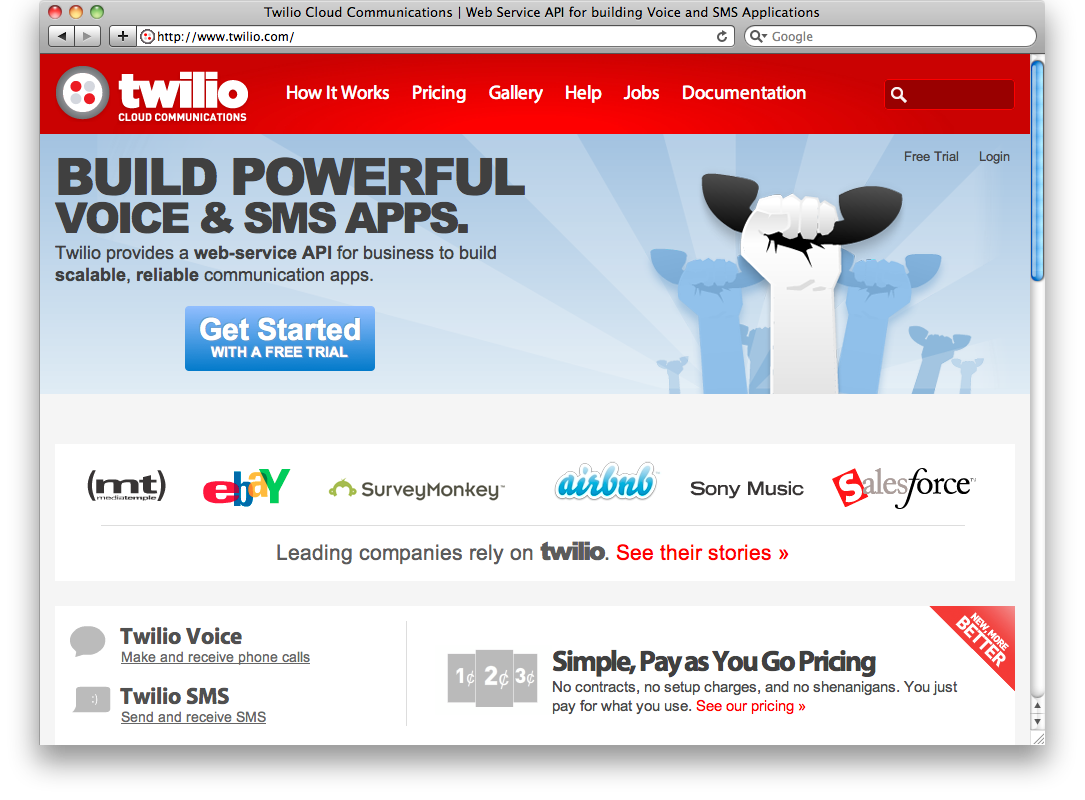 Twilio Cloud Communications | Web Service API for building Voice and SMS Applications
http://www.twilio.com/
Google
twilio
CLOUD COMMUNICATIONS
How It Works Pricing Gallery Help Jobs Documentation
Free Trial Login
BUILD POWERFUL
VOICE & SMS APPS.
Twilio provides a web-service API for business to build
scalable, reliable communication apps.
Get Started
WITH A FREE TRIAL
(mt) mediatemple ebaY SurveyMonkey™ airbnb™ Sony Music salesforce™
Leading companies rely on twilio. See their stories »
Twilio Voice
Make and receive phone calls
Twilio SMS
:)
Send and receive SMS
1¢ 2¢ 3¢
Simple, Pay as You Go Pricing
No contracts, no setup charges, and no shenanigans. You just
pay for what you use. See our pricing »
NEW, MORE
BETTER